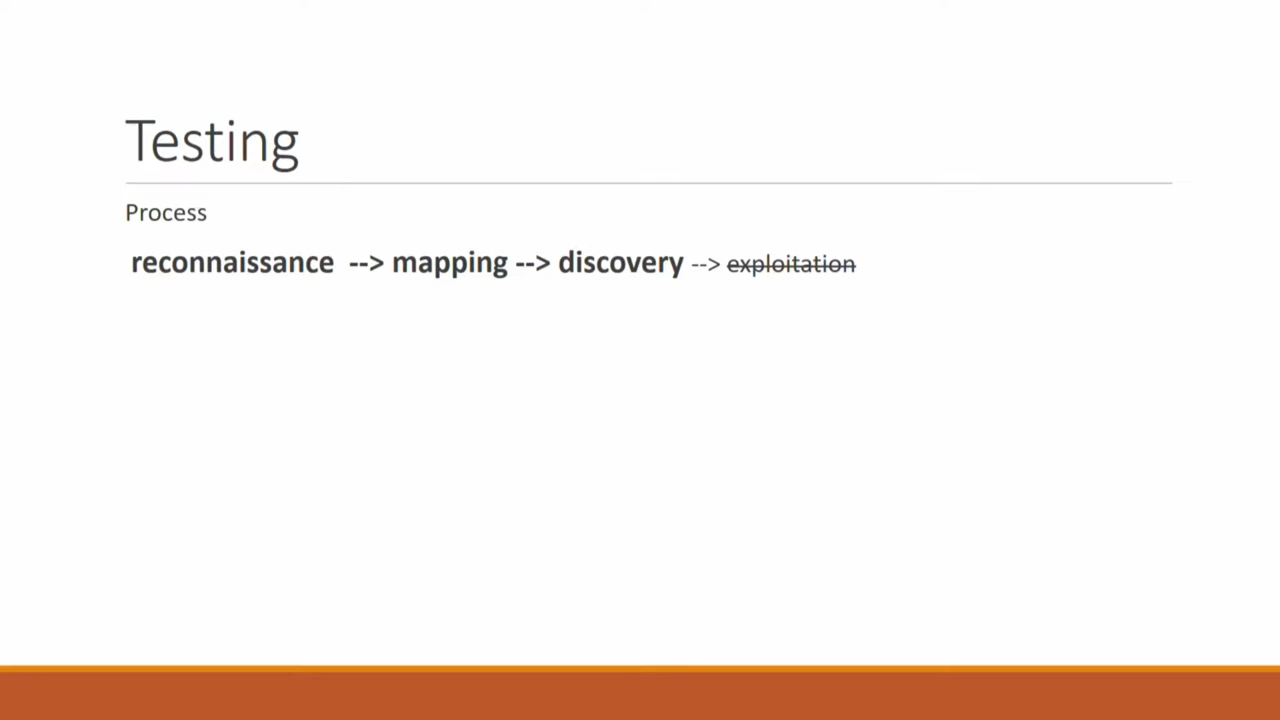 Testing
Process
reconnaissance --> mapping --> discovery --> exploitation